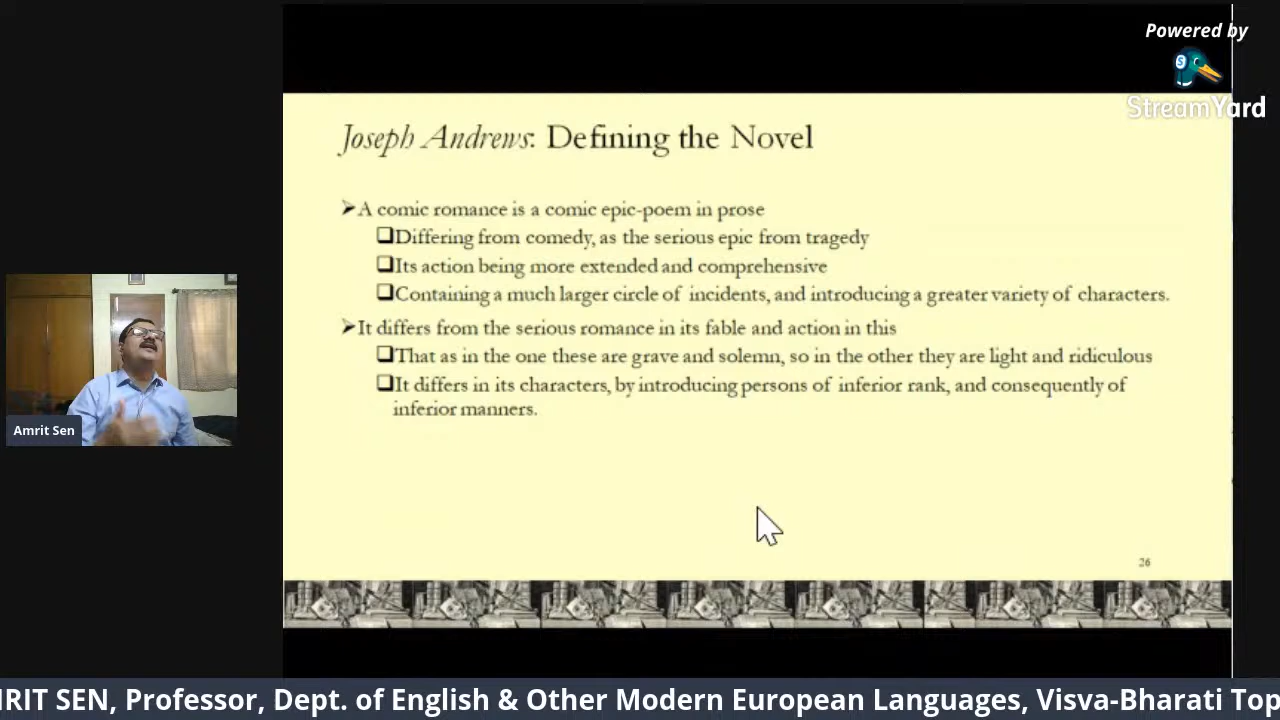 Powered by
StreamYard
Joseph Andrews: Defining the Novel
➤A comic romance is a comic epic-poem in prose
❑Differing from comedy, as the serious epic from tragedy
❑Its action being more extended and comprehensive
❑Containing a much larger circle of incidents, and introducing a greater variety of characters.
➤It differs from the serious romance in its fable and action in this
❑That as in the one these are grave and solemn, so in the other they are light and ridiculous
❑It differs in its characters, by introducing persons of inferior rank, and consequently of
inferior manners.
Amrit Sen
26
RIT SEN, Professor, Dept. of English & Other Modern European Languages, Visva-Bharati Top